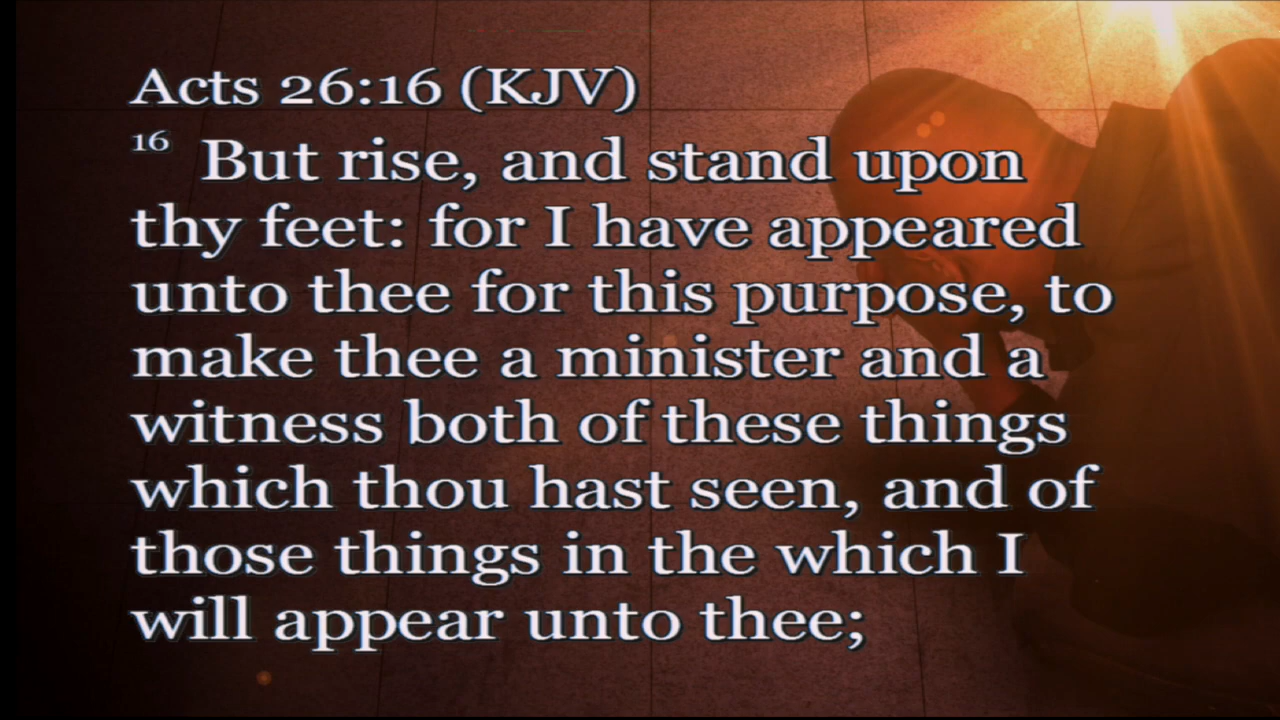 Acts 26:16 (KJV)
16 But rise, and stand upon
thy feet: for I have appeared
unto thee for this purpose, to
make thee a minister and a
witness both of these things
which thou hast seen, and of
those things in the which I
will appear unto thee;